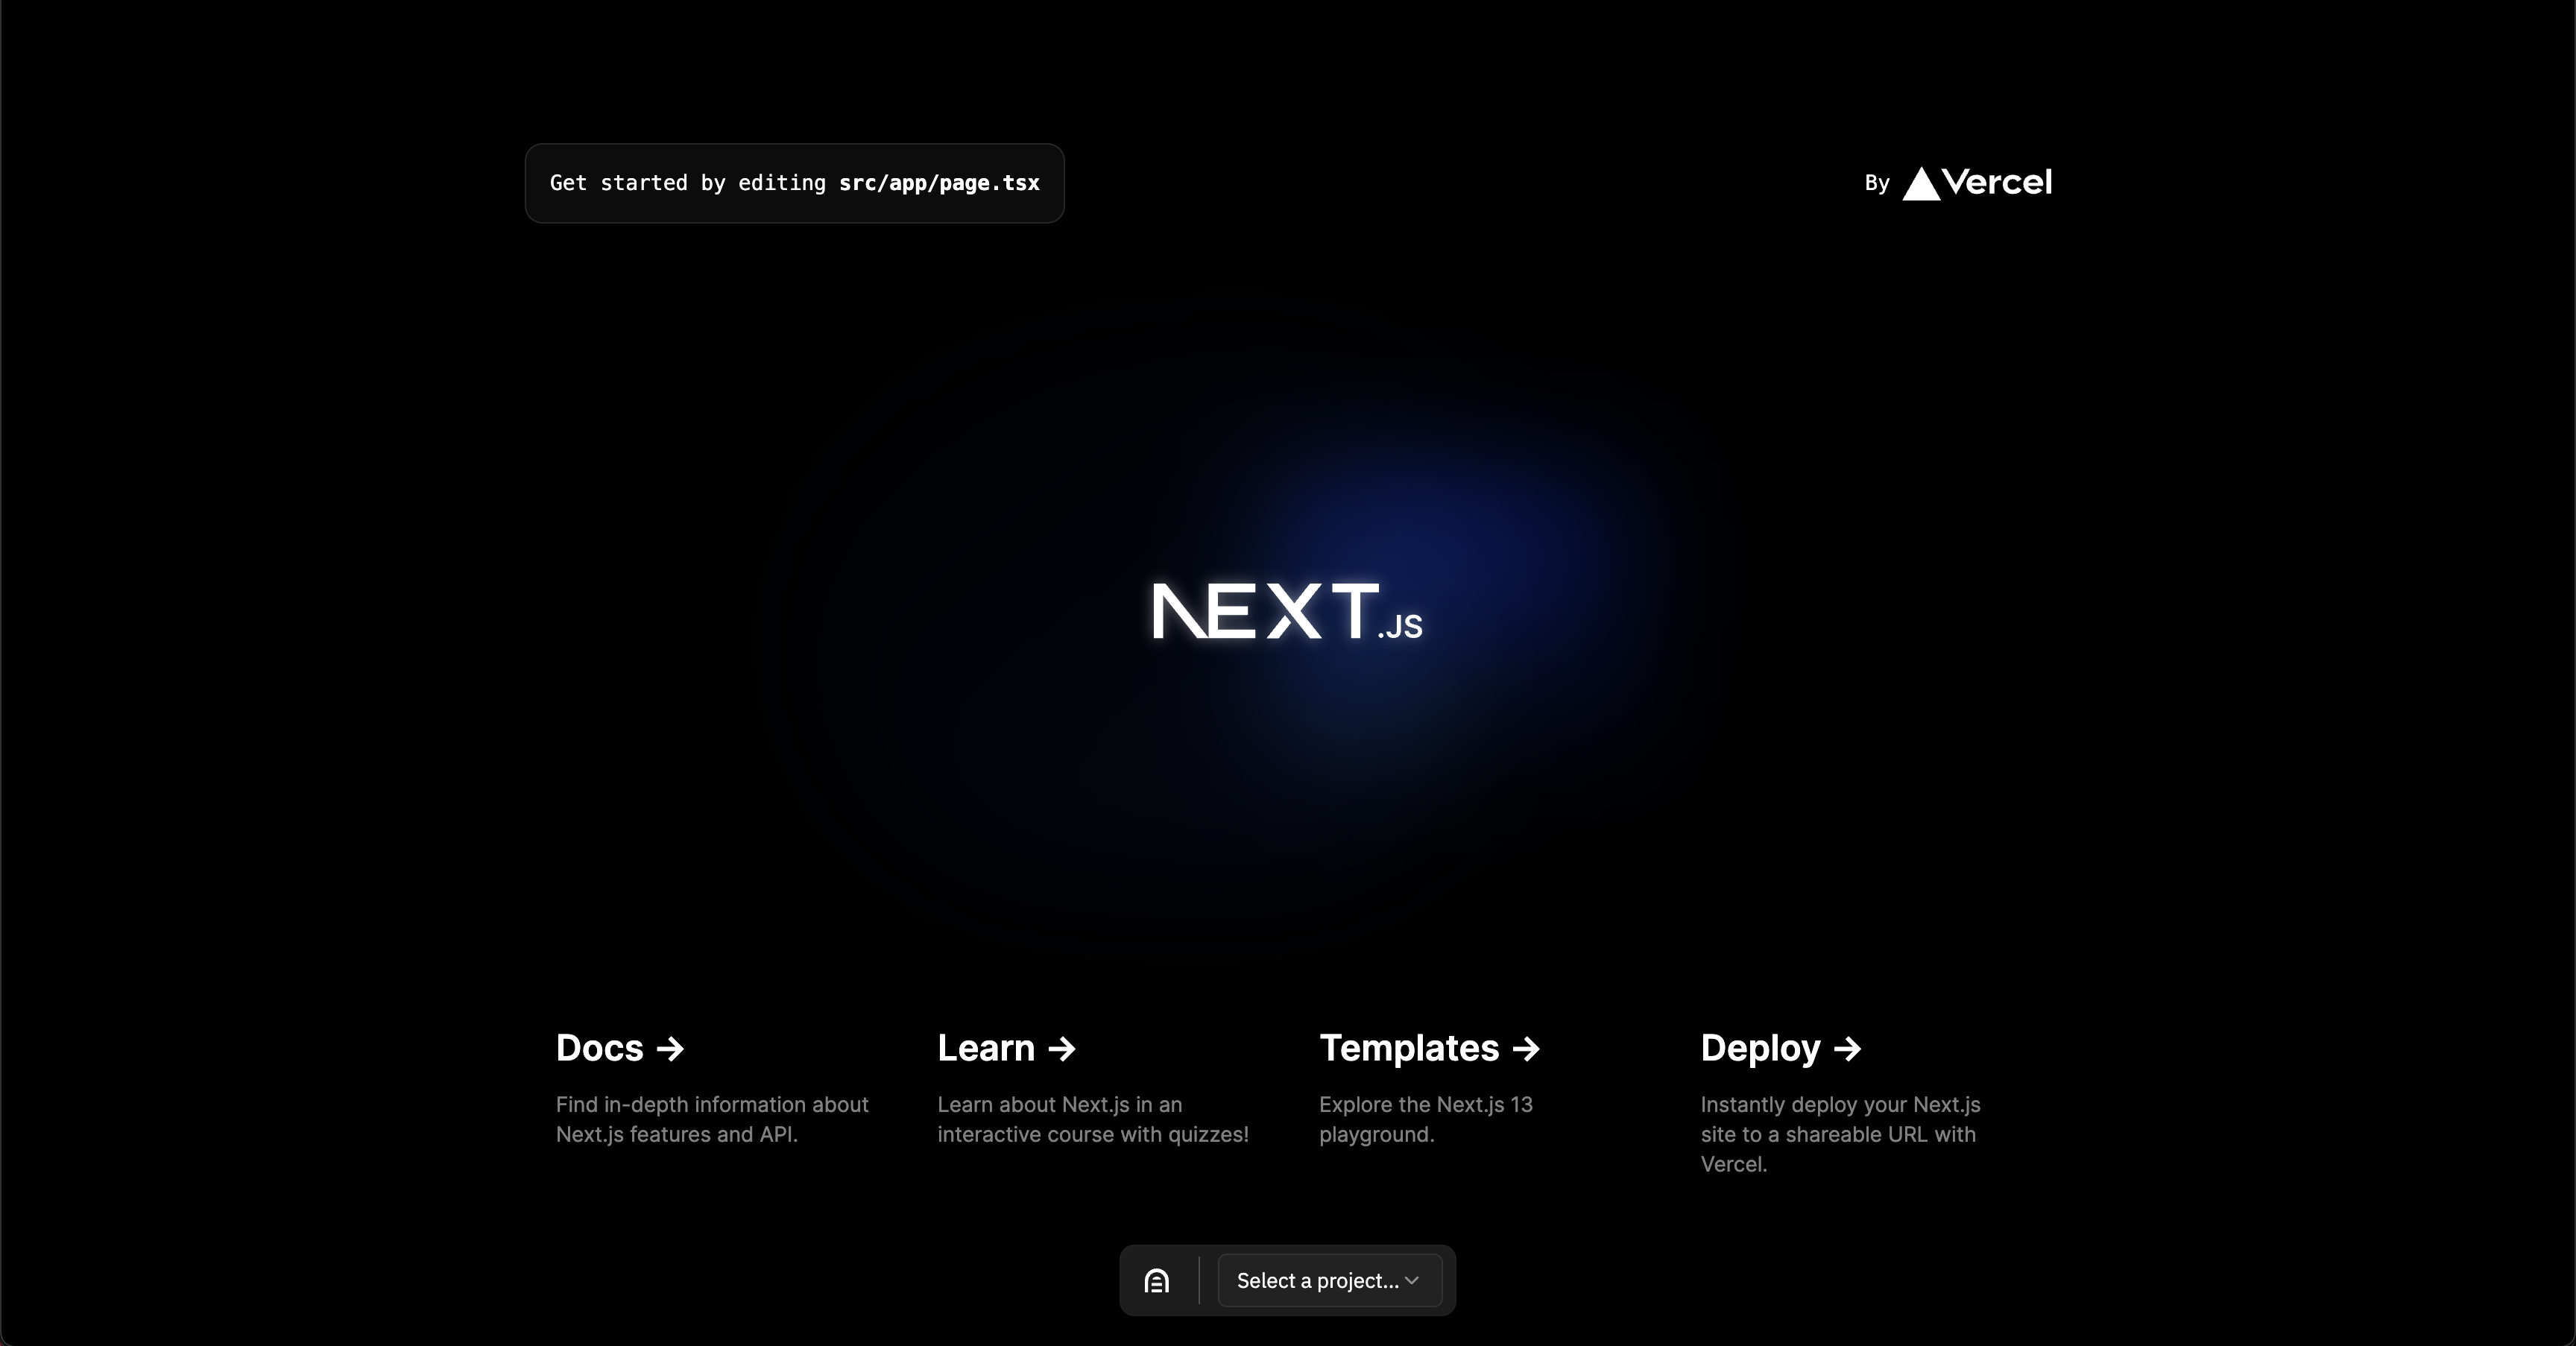 Get started by editing src/app/page.tsx
By Vercel
NEXT.JS
Docs →
Find in-depth information about
Next.js features and API.
Learn →
Learn about Next.js in an
interactive course with quizzes!
Templates →
Explore the Next.js 13
playground.
Deploy →
Instantly deploy your Next.js
site to a shareable URL with
Vercel.
Select a project...